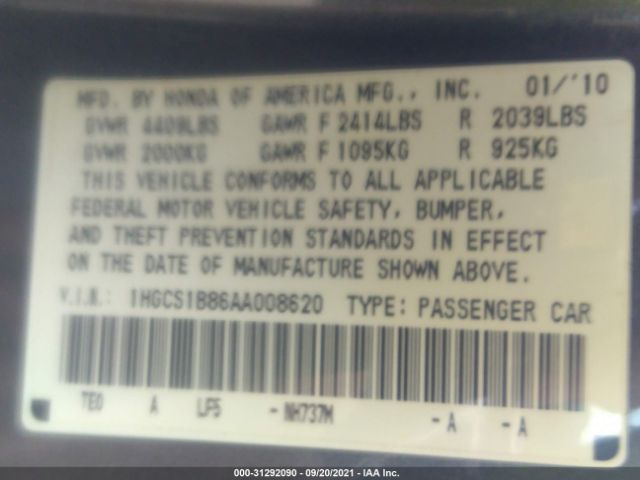 MFD. BY HONDA OF AMERICA MFG., INC. 01/'10
GVWR 4409LBS GAWR F 2414LBS R 2039LBS
GVWR 2000KG GAWR F 1095KG R 925KG
THIS VEHICLE CONFORMS TO ALL APPLICABLE
FEDERAL MOTOR VEHICLE SAFETY, BUMPER,
AND THEFT PREVENTION STANDARDS IN EFFECT
ON THE DATE OF MANUFACTURE SHOWN ABOVE.
V.I.N.: 1HGCS1B86AA008620 TYPE: PASSENGER CAR
TE0 A LF5 -NH737M -A -A
000-31292090 - 09/20/2021 - IAA Inc.